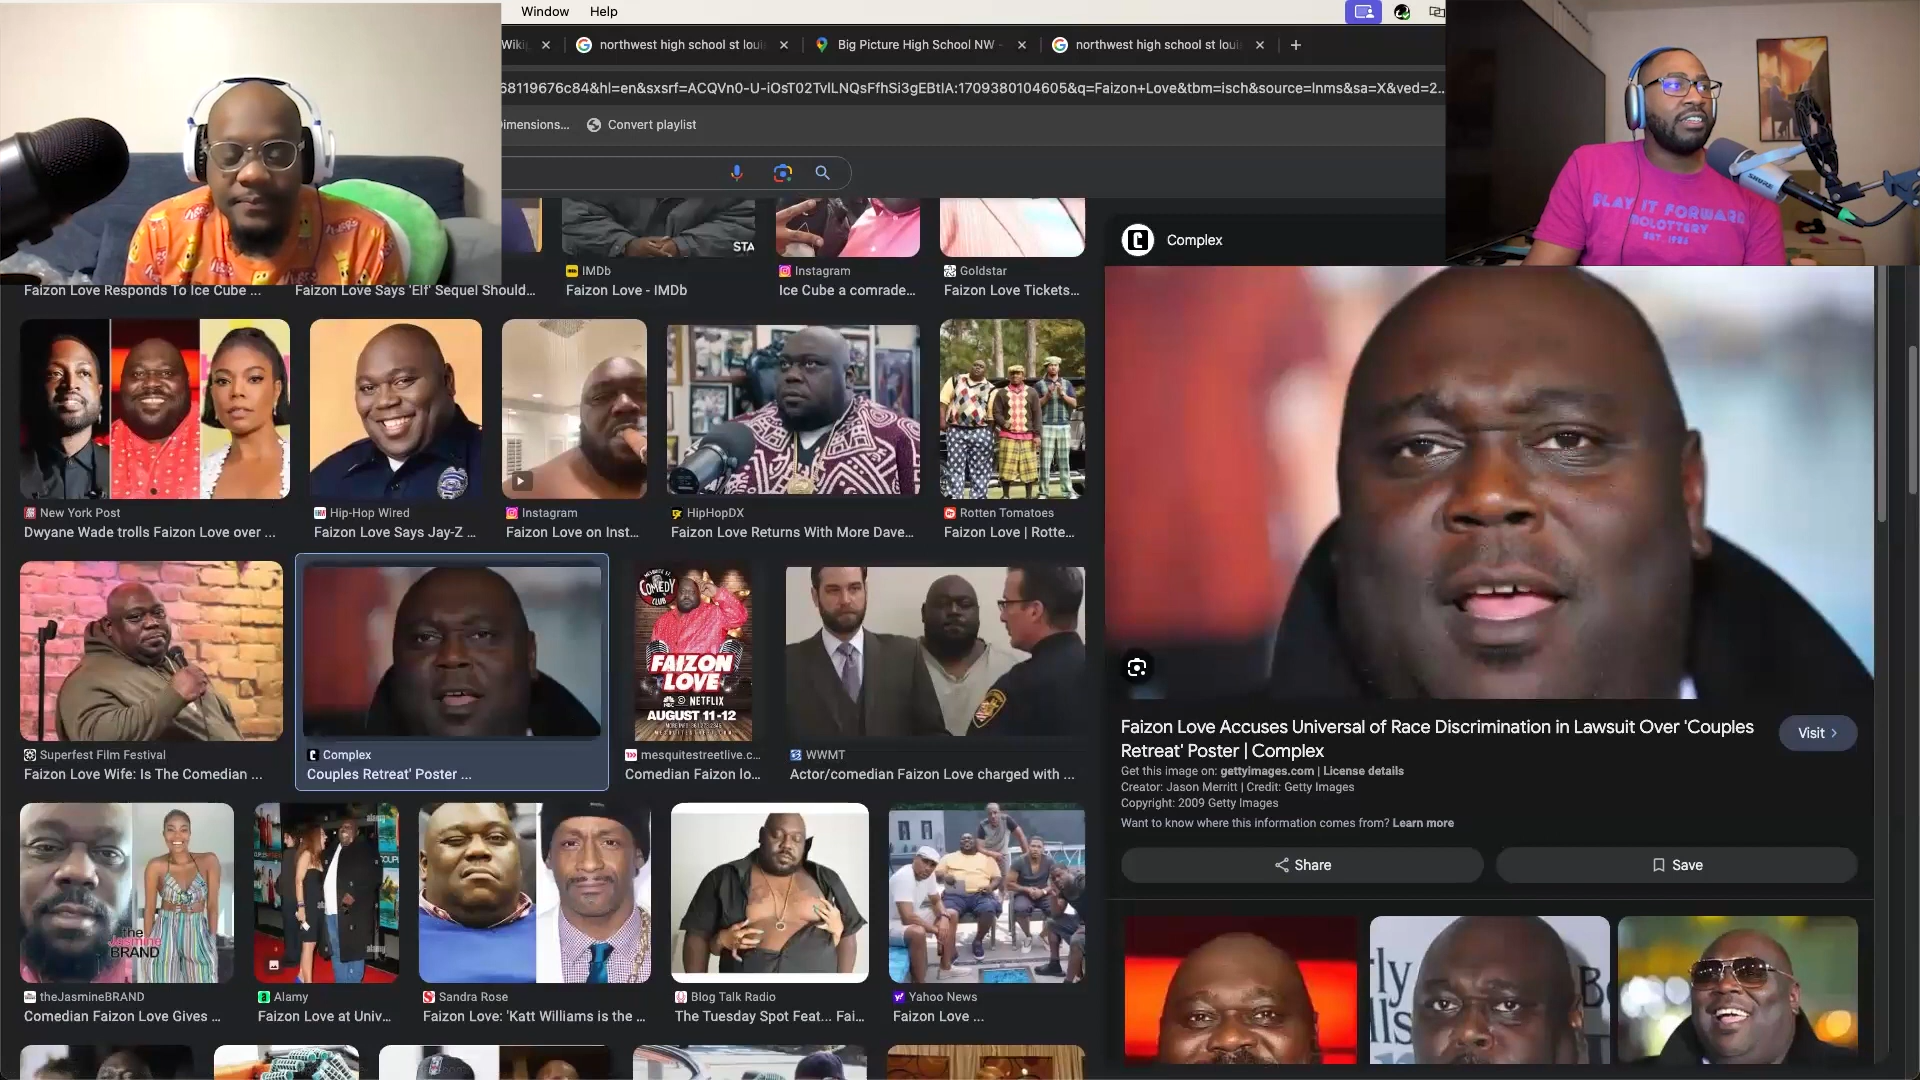 Window Help
Wiki
northwest high school st loui
Big Picture High School NW -
northwest high school st loui
68119676c84&hl=en&sxsrf=ACQVn0-U-iOsT02TvlLNQsFfhSi3gEBtlA:1709380104605&q=Faizon+Love&tbm=isch&source=lnms&sa=X&ved=2...
Dimensions...
Convert playlist
SHURE
PLAY IT FORWARD
NOLOTTERY
EST. 1985
STA
Complex
IMDb
Instagram
Goldstar
Faizon Love Responds To Ice Cube ...
Faizon Love Says 'Elf' Sequel Should...
Faizon Love - IMDb
Ice Cube a comrade...
Faizon Love Tickets...
New York Post
Hip-Hop Wired
Instagram
HipHopDX
Rotten Tomatoes
Dwyane Wade trolls Faizon Love over ...
Faizon Love Says Jay-Z ...
Faizon Love on Inst...
Faizon Love Returns With More Dave...
Faizon Love | Rotte...
COMEDY
CLUB
FAIZON
LOVE
NETFLIX
AUGUST 11-12
Superfest Film Festival
Complex
mesquitestreetlive.c...
WWMT
Faizon Love Wife: Is The Comedian ...
Couples Retreat' Poster ...
Comedian Faizon lo...
Actor/comedian Faizon Love charged with ...
Faizon Love Accuses Universal of Race Discrimination in Lawsuit Over 'Couples
Retreat' Poster | Complex
Visit
Get this image on: gettyimages.com | License details
Creator: Jason Merritt | Credit: Getty Images
Copyright: 2009 Getty Images
Want to know where this information comes from? Learn more
Share
Save
the
Jasmine
BRAND
alamy
theJasmineBRAND
Alamy
Sandra Rose
Blog Talk Radio
Yahoo News
Comedian Faizon Love Gives ...
Faizon Love at Univ...
Faizon Love: 'Katt Williams is the ...
The Tuesday Spot Feat... Fai...
Faizon Love ...